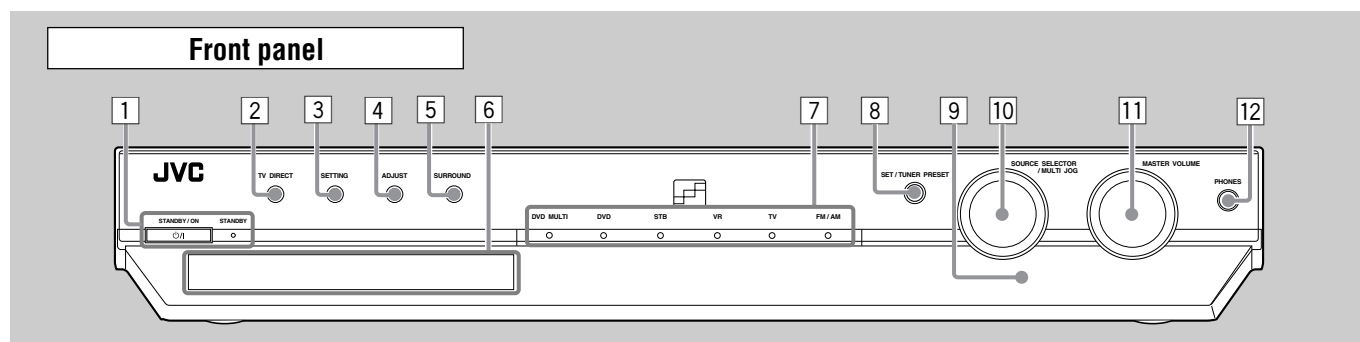 Front panel
1 2 3 4 5 6 7 8 9 10 11 12
JVC
TV DIRECT SETTING ADJUST SURROUND
SET / TUNER PRESET
SOURCE SELECTOR
/ MULTI JOG
MASTER VOLUME
PHONES
STANDBY / ON STANDBY
DVD MULTI DVD STB VR TV FM / AM